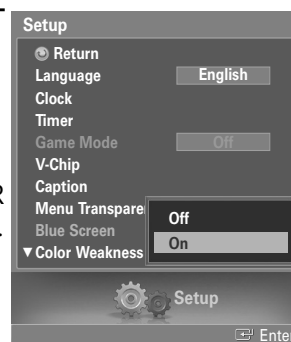 Setup
Return
Language English
Clock
Timer
Game Mode Off
V-Chip
Caption
R
Menu Transpare
Off
Blue Screen
On
▼ Color Weakness
Setup
Enter